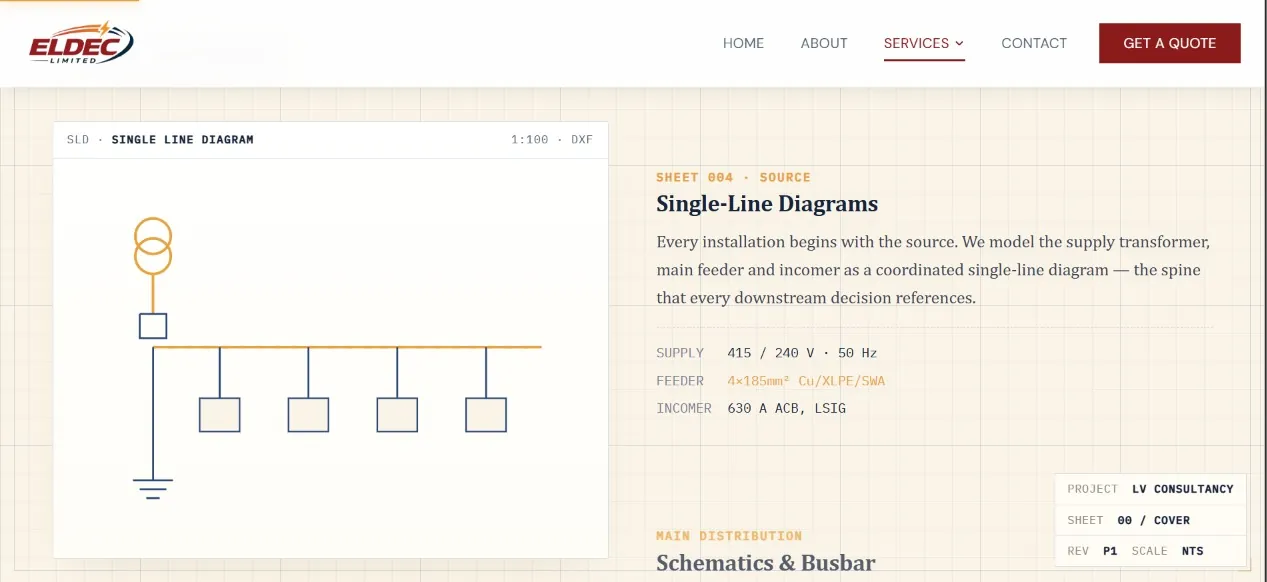 ELDEC
LIMITED
HOME ABOUT SERVICES CONTACT GET A QUOTE
SLD · SINGLE LINE DIAGRAM 1:100 · DXF
SHEET 004 · SOURCE
Single-Line Diagrams
Every installation begins with the source. We model the supply transformer,
main feeder and incomer as a coordinated single-line diagram — the spine
that every downstream decision references.
SUPPLY 415 / 240 V · 50 Hz
FEEDER 4×185mm² Cu/XLPE/SWA
INCOMER 630 A ACB, LSIG
MAIN DISTRIBUTION
Schematics & Busbar
PROJECT LV CONSULTANCY
SHEET 00 / COVER
REV P1 SCALE NTS